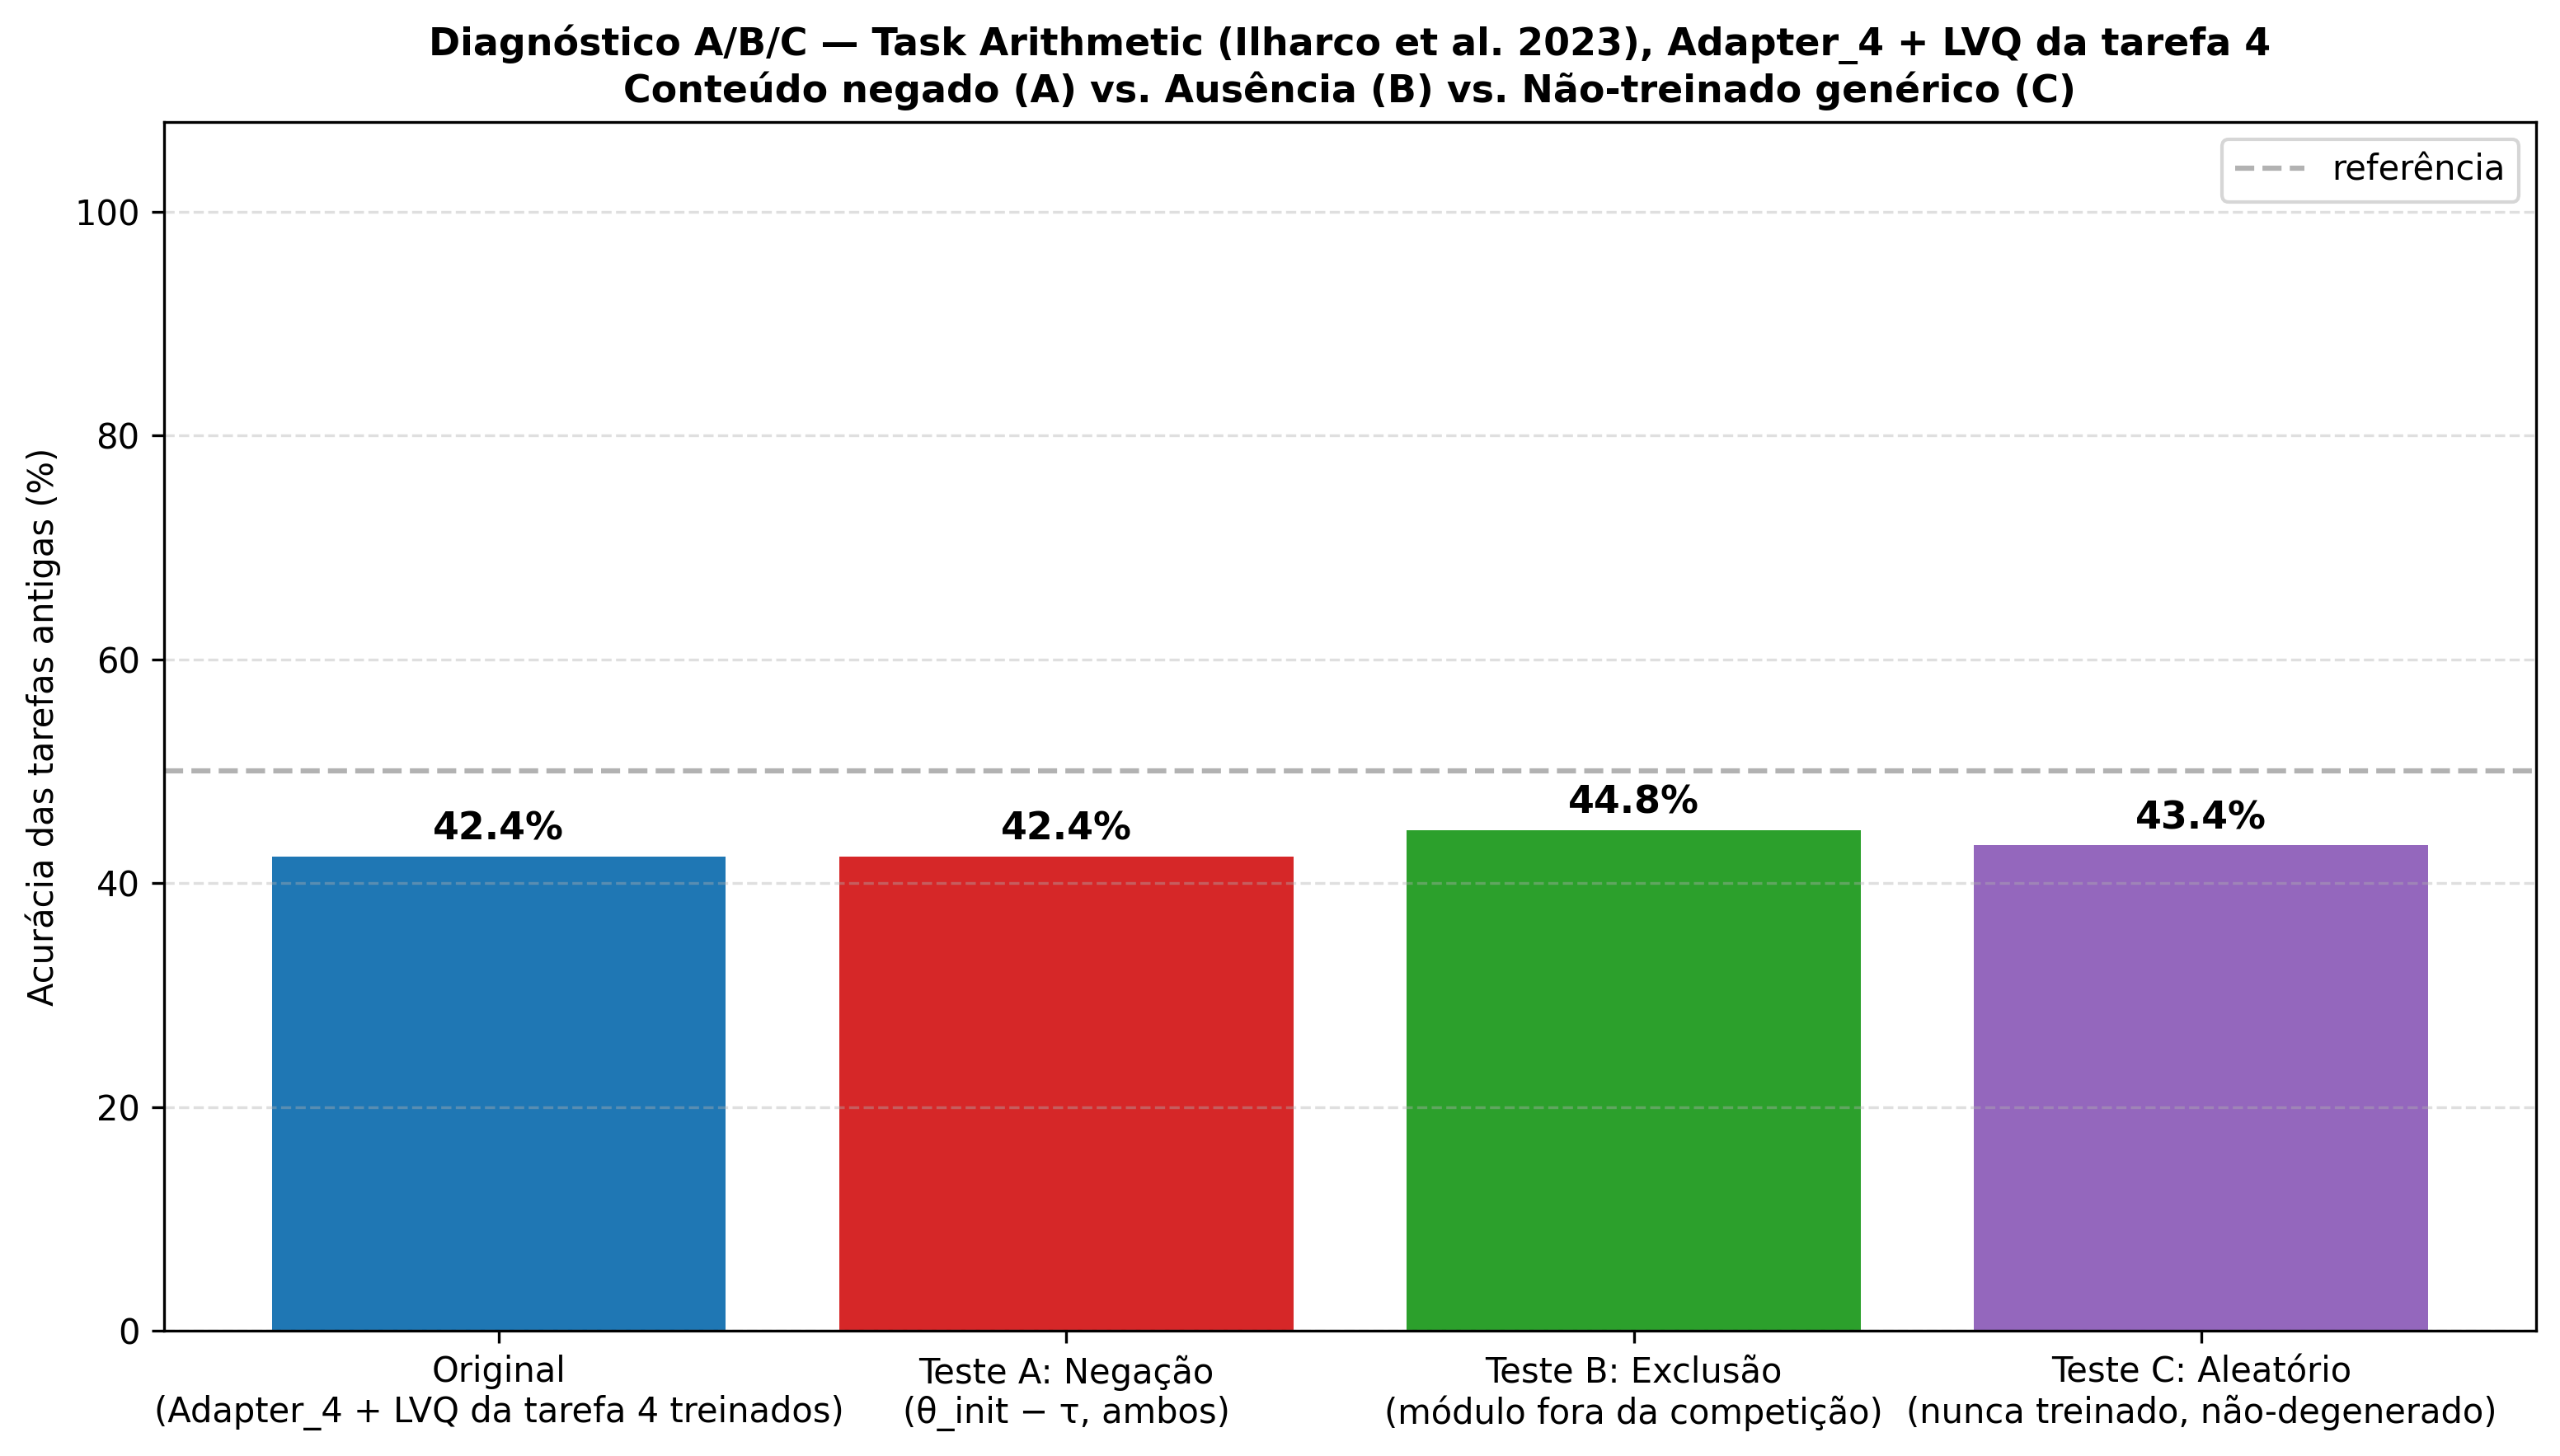 Diagnóstico A/B/C — Task Arithmetic (Ilharco et al. 2023), Adapter_4 + LVQ da tarefa 4
Conteúdo negado (A) vs. Ausência (B) vs. Não-treinado genérico (C)
referência
Acurácia das tarefas antigas (%)
100
80
60
40
20
0
42.4%
42.4%
44.8%
43.4%
Original
(Adapter_4 + LVQ da tarefa 4 treinados)
Teste A: Negação
(θ_init − τ, ambos)
Teste B: Exclusão
(módulo fora da competição)
Teste C: Aleatório
(nunca treinado, não-degenerado)